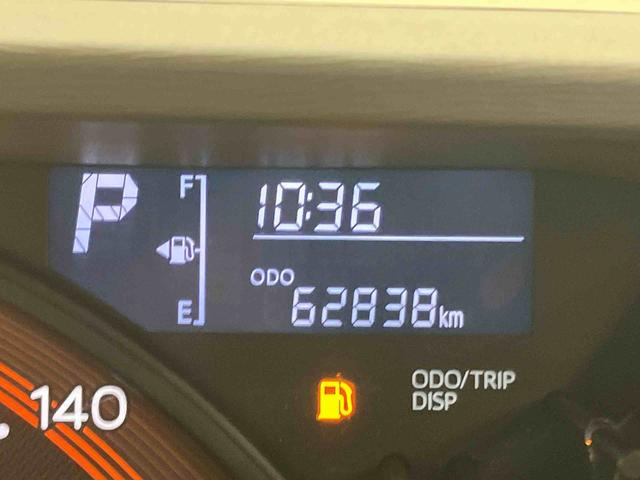 P
F
10:36
ODO
62838km
E
140
ODO/TRIP
DISP